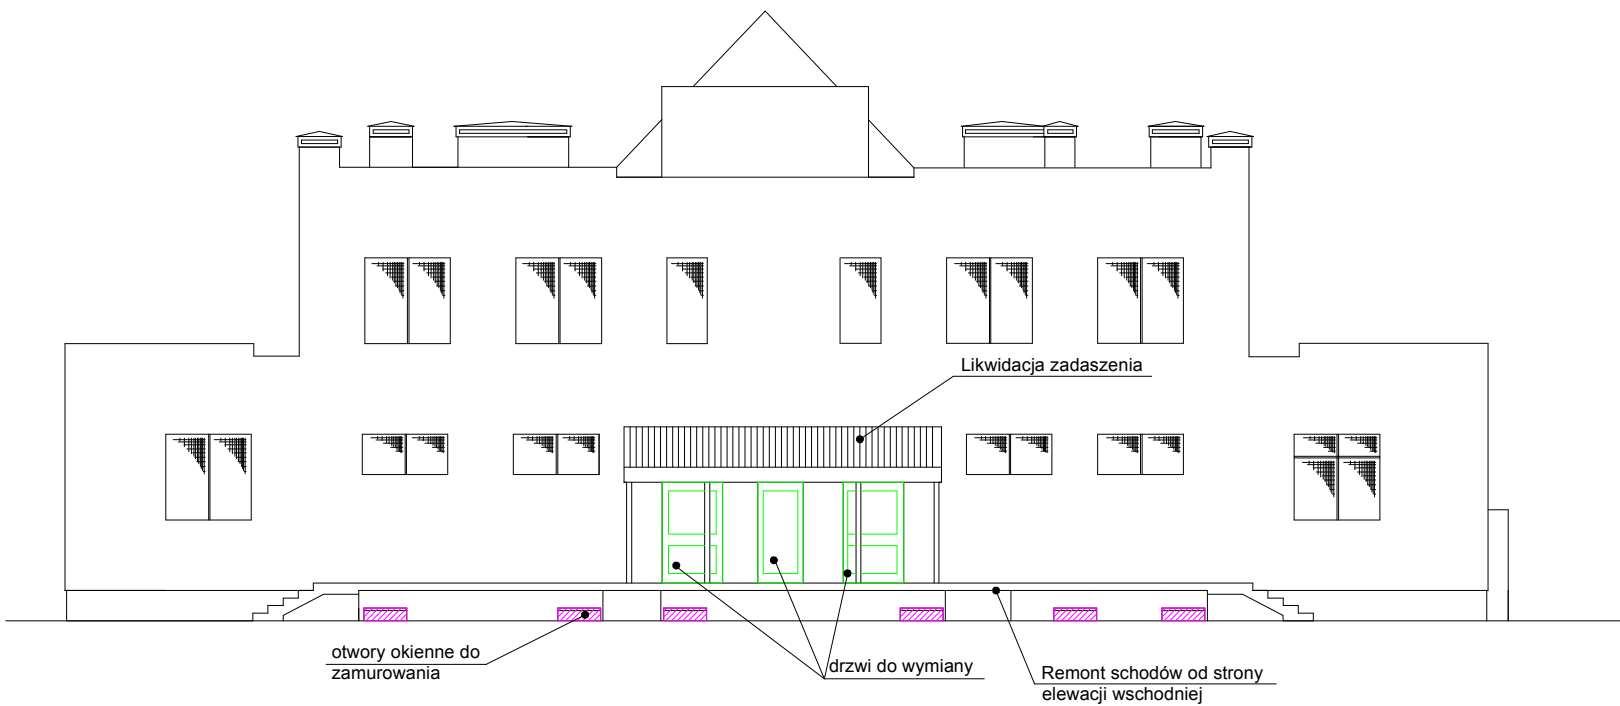 Likwidacja zadaszenia
otwory okienne do
zamurowania
drzwi do wymiany
Remont schodów od strony
elewacji wschodniej